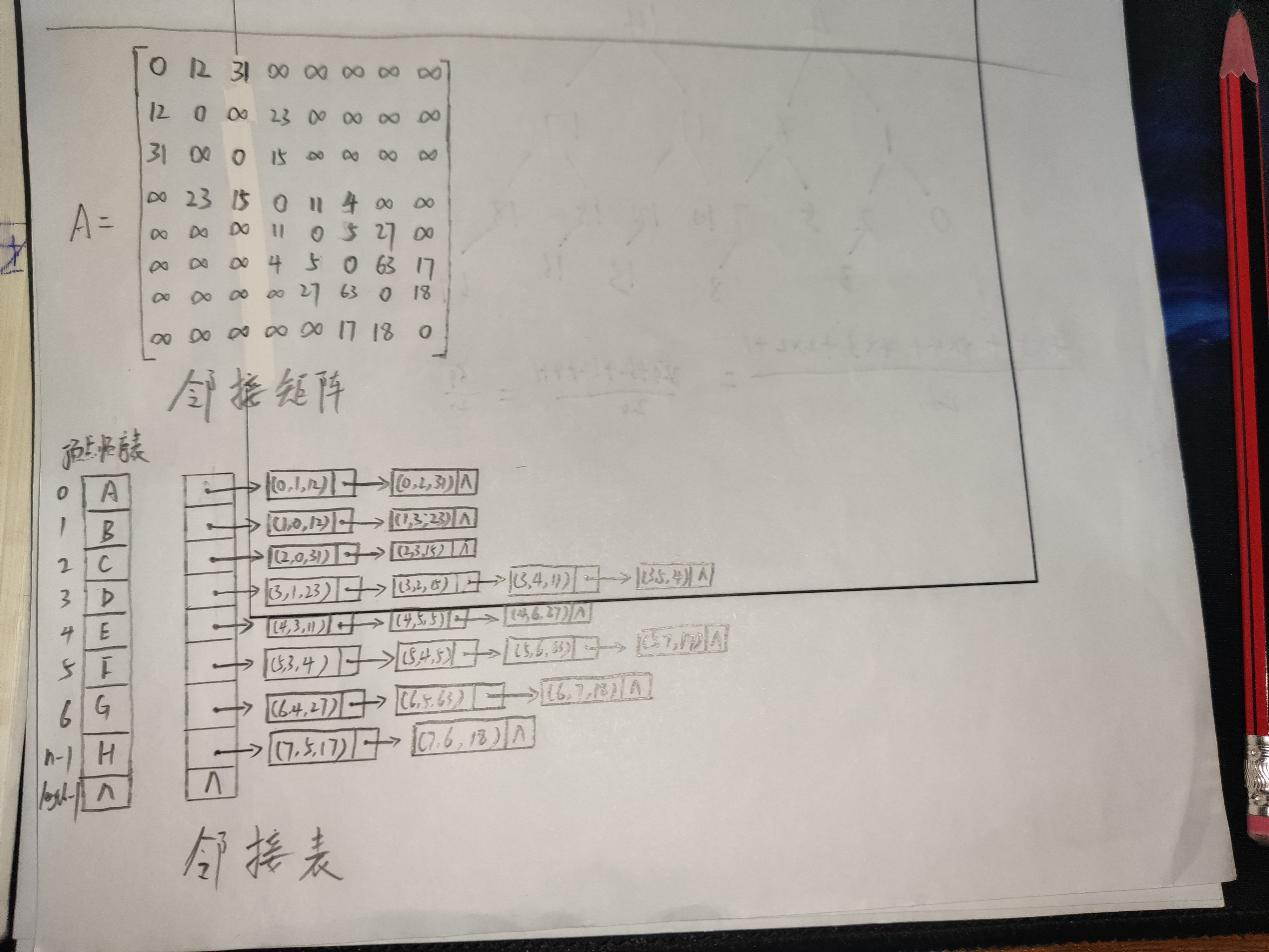 0 12 31 ∞ ∞ ∞ ∞ ∞
12 0 ∞ 23 ∞ ∞ ∞ ∞
31 ∞ 0 15 ∞ ∞ ∞ ∞
∞ 23 15 0 11 4 ∞ ∞
A=
∞ ∞ ∞ 11 0 5 27 ∞
∞ ∞ ∞ 4 5 0 63 17
∞ ∞ ∞ ∞ 27 63 0 18
∞ ∞ ∞ ∞ ∞ 17 18 0
邻接矩阵
顶点顺序表
0 A (0,1,12) (0,2,31) Λ
1 B (1,0,12) (1,3,23) Λ
2 C (2,0,31) (2,3,15) Λ
3 D (3,1,23) (3,2,15) (3,4,11) (3,5,4) Λ
4 E (4,3,11) (4,5,5) (4,6,27) Λ
5 F (5,3,4) (5,4,5) (5,6,63) (5,7,17) Λ
6 G (6,4,27) (6,5,63) (6,7,18) Λ
n-1 H (7,5,17) (7,6,18) Λ
Λ Λ
邻接表